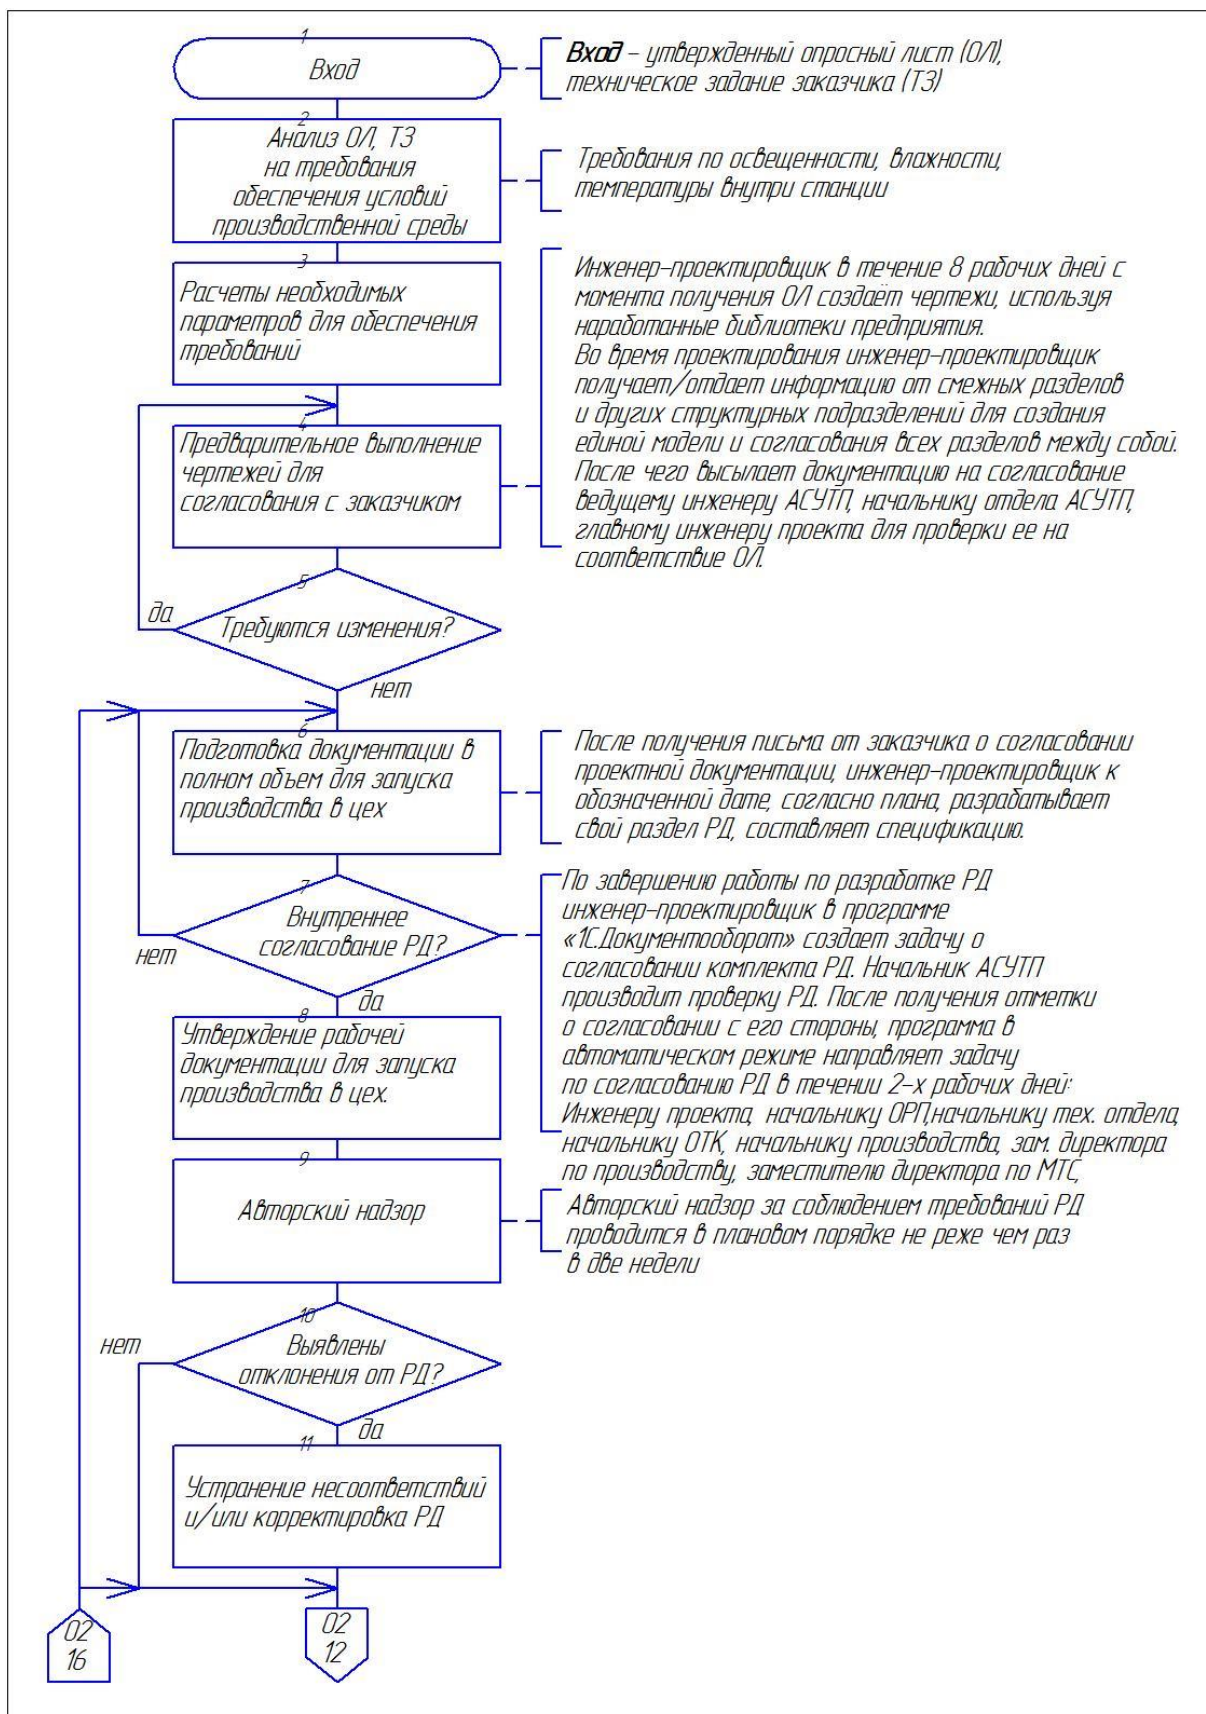 1
Вход
Вход – утвержденный опросный лист (ОЛ),
техническое задание заказчика (ТЗ)
2
Анализ ОЛ, ТЗ
на требования
обеспечения условий
производственной среды
Требования по освещенности, влажности,
температуры внутри станции
3
Расчеты необходимых
параметров для обеспечения
требований
4
Предварительное выполнение
чертежей для
согласования с заказчиком
Инженер-проектировщик в течение 8 рабочих дней с
момента получения ОЛ создаёт чертежи, используя
наработанные библиотеки предприятия.
Во время проектирования инженер-проектировщик
получает/отдает информацию от смежных разделов
и других структурных подразделений для создания
единой модели и согласования всех разделов между собой.
После чего высылает документацию на согласование
ведущему инженеру АСУТП, начальнику отдела АСУТП,
главному инженеру проекта для проверки ее на
соответствие ОЛ.
5
да
Требуются изменения?
нет
6
Подготовка документации в
полном объем для запуска
производства в цех
После получения письма от заказчика о согласовании
проектной документации, инженер-проектировщик к
обозначенной дате, согласно плана, разрабатывает
свой раздел РД, составляет спецификацию.
7
Внутреннее
согласование РД?
нет
да
По завершению работы по разработке РД
инженер-проектировщик в программе
«1С.Документооборот» создает задачу о
согласовании комплекта РД. Начальник АСУТП
производит проверку РД. После получения отметки
о согласовании с его стороны, программа в
автоматическом режиме направляет задачу
по согласованию РД в течении 2-х рабочих дней:
Инженеру проекта, начальнику ОРП,начальнику тех. отдела,
начальнику ОТК, начальнику производства, зам. директора
по производству, заместителю директора по МТС,
8
Утверждение рабочей
документации для запуска
производства в цех.
9
Авторский надзор
Авторский надзор за соблюдением требований РД
проводится в плановом порядке не реже чем раз
в две недели
10
нет
Выявлены
отклонения от РД?
да
11
Устранение несоответствий
и/или корректировка РД
02
16
02
12